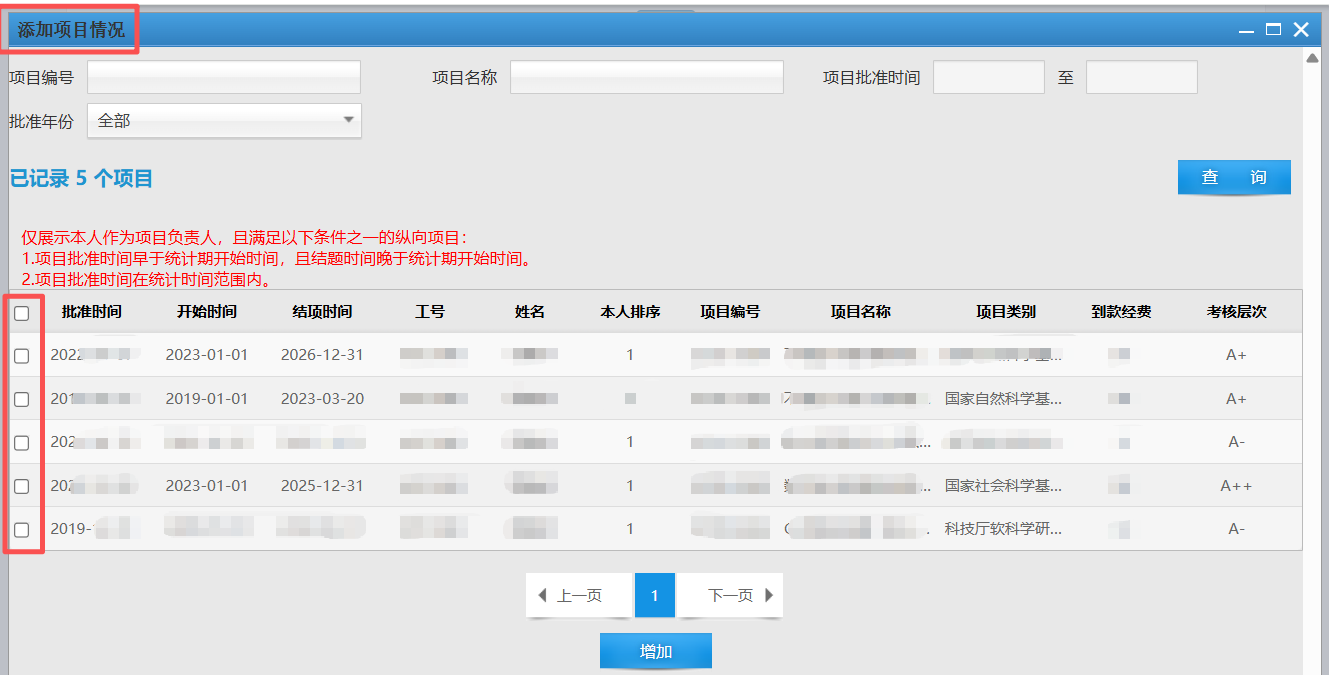 添加项目情况
项目编号 项目名称 项目批准时间 至
批准年份 全部
已记录 5 个项目 查 询
仅展示本人作为项目负责人，且满足以下条件之一的纵向项目：
1.项目批准时间早于统计期开始时间，且结题时间晚于统计期开始时间。
2.项目批准时间在统计时间范围内。
批准时间 开始时间 结项时间 工号 姓名 本人排序 项目编号 项目名称 项目类别 到款经费 考核层次
2022 2023-01-01 2026-12-31 1 A+
201 2019-01-01 2023-03-20 国家自然科学基... A+
202 1 ... A-
202 2023-01-01 2025-12-31 1 ... 国家社会科学基... A++
2019- 1 科技厅软科学研... A-
上一页 1 下一页
增加